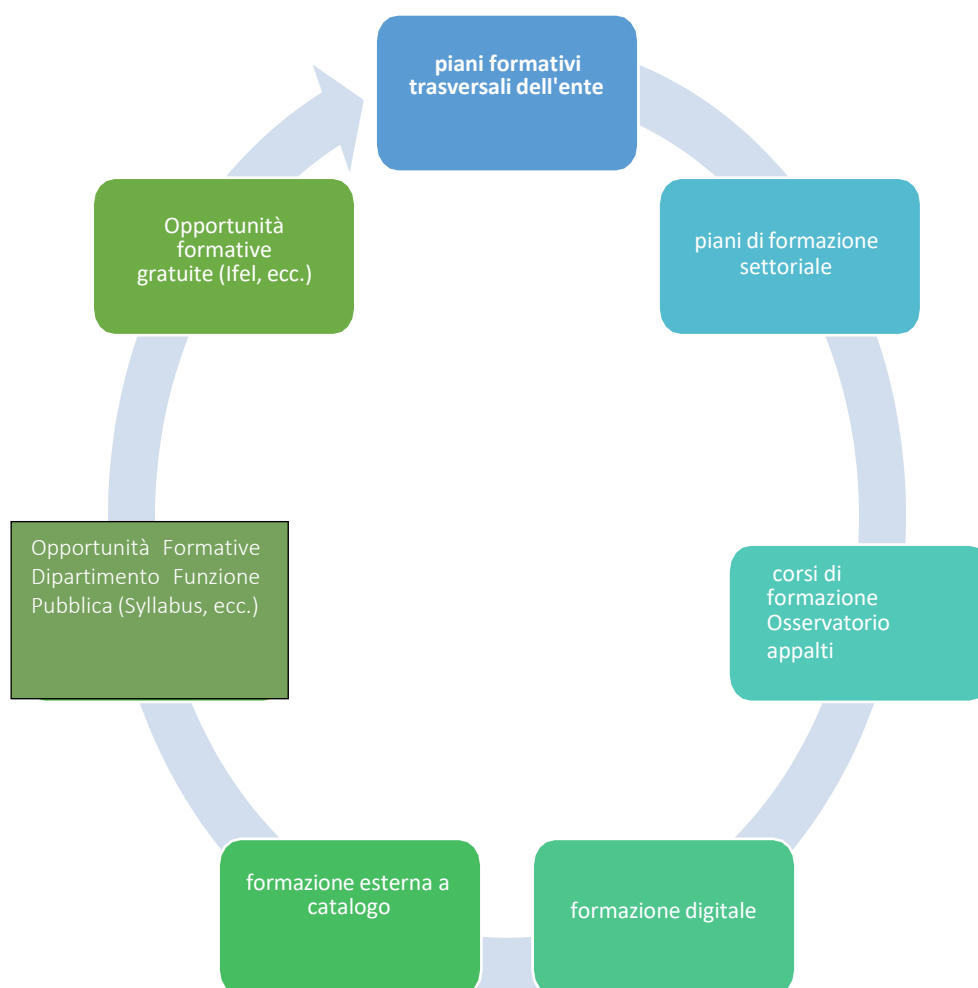 piani formativi
trasversali dell'ente
piani di formazione
settoriale
corsi di
formazione
Osservatorio
appalti
formazione digitale
formazione esterna a
catalogo
Opportunità Formative
Dipartimento Funzione
Pubblica (Syllabus, ecc.)
Opportunità
formative
gratuite (Ifel, ecc.)